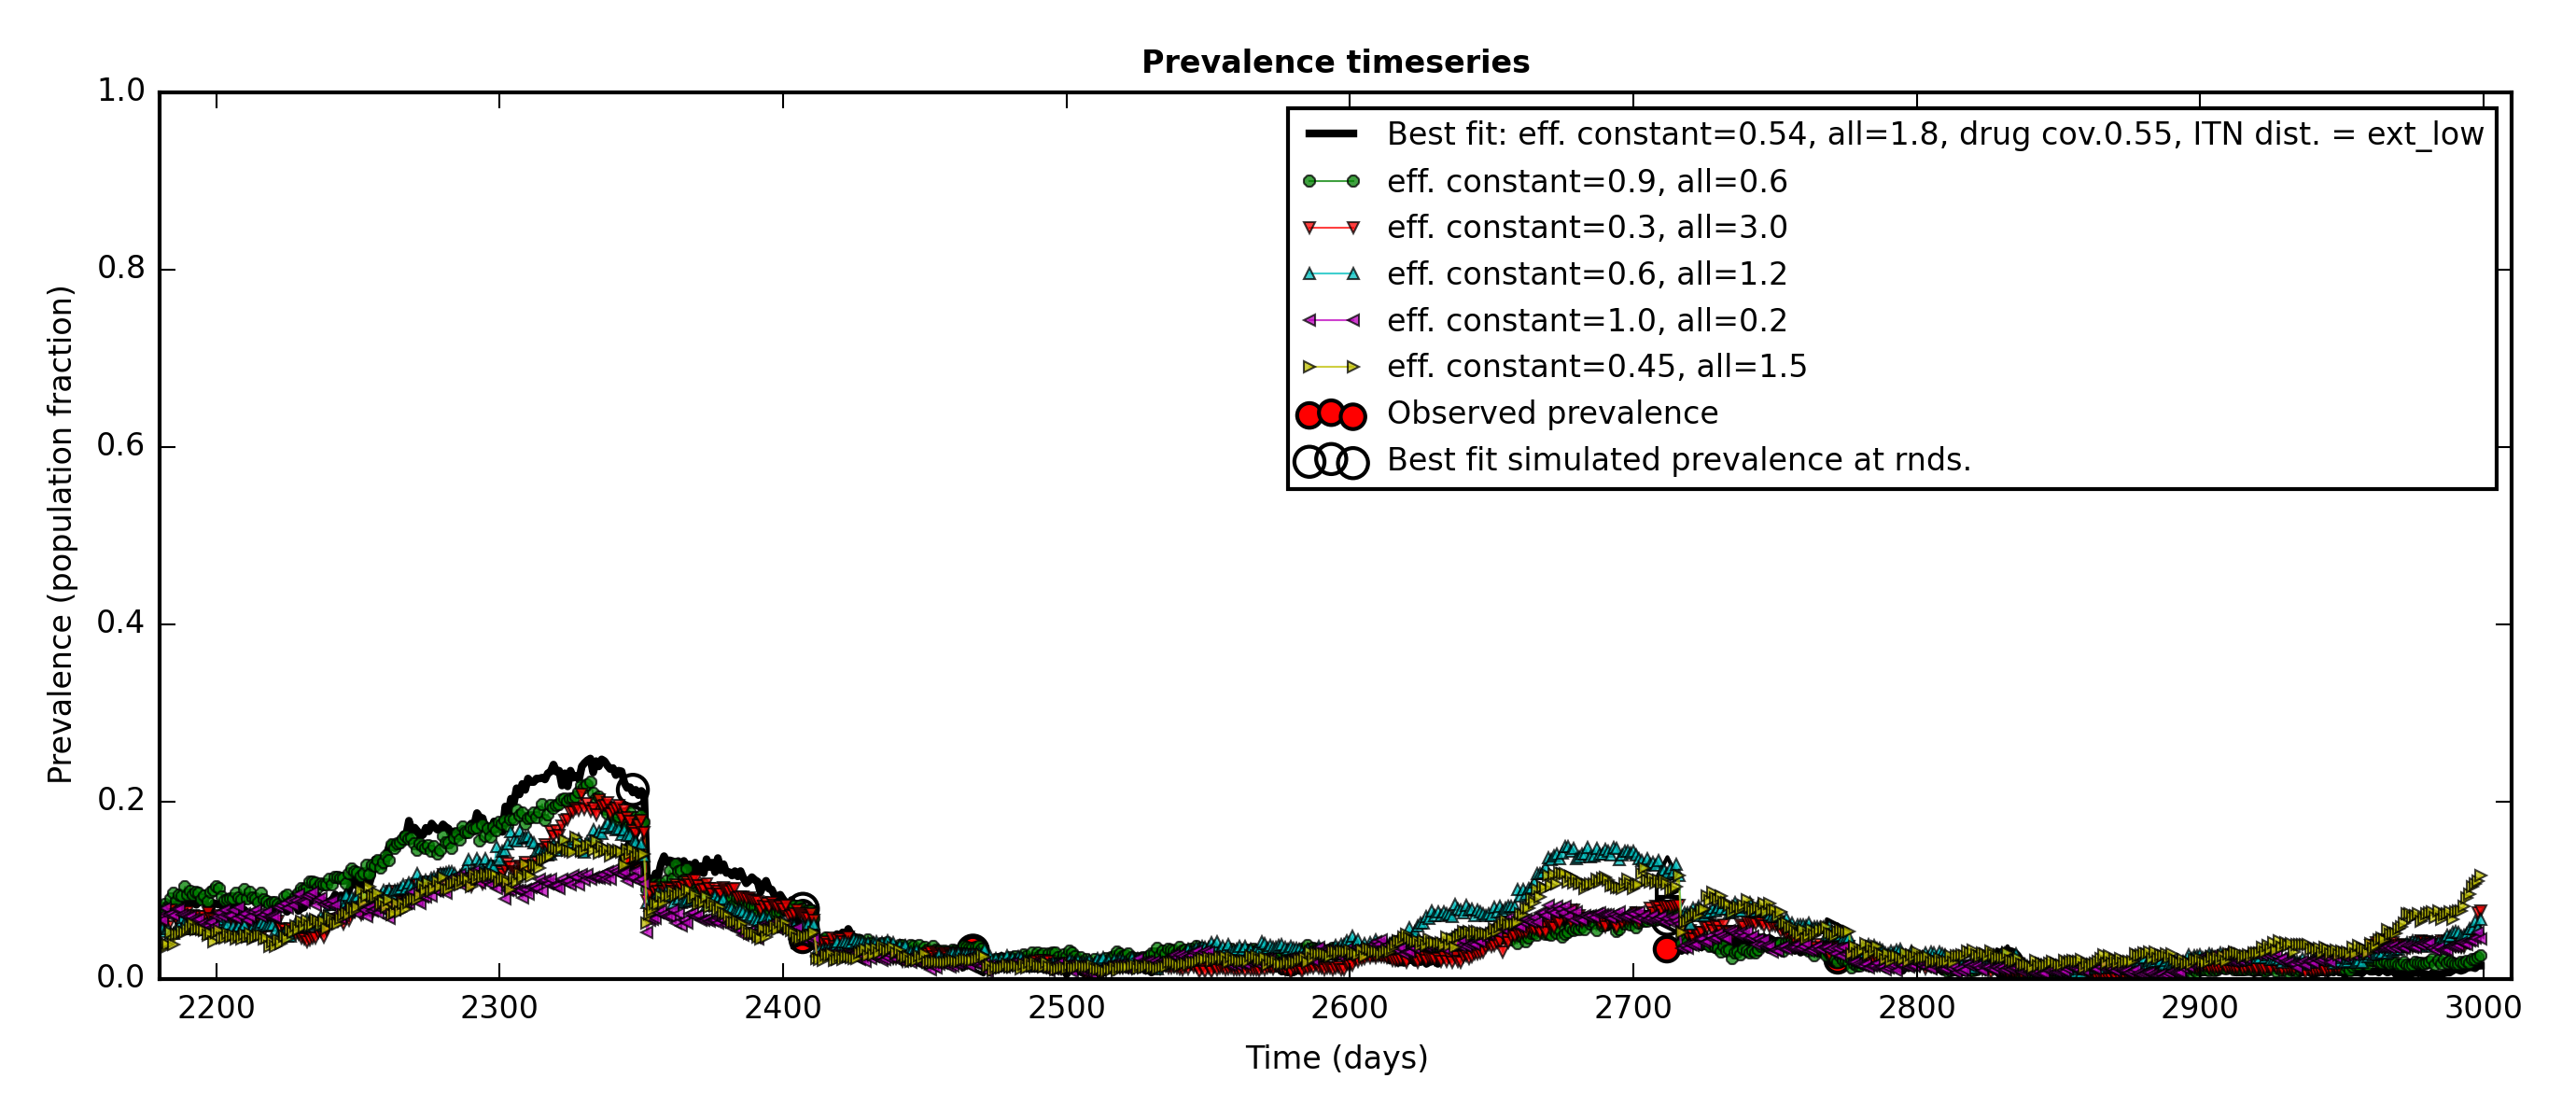 Prevalence timeseries
1.0
0.8
0.6
0.4
0.2
0.0
Prevalence (population fraction)
Best fit: eff. constant=0.54, all=1.8, drug cov.0.55, ITN dist. = ext_low
eff. constant=0.9, all=0.6
eff. constant=0.3, all=3.0
eff. constant=0.6, all=1.2
eff. constant=1.0, all=0.2
eff. constant=0.45, all=1.5
Observed prevalence
Best fit simulated prevalence at rnds.
2200 2300 2400 2500 2600 2700 2800 2900 3000
Time (days)